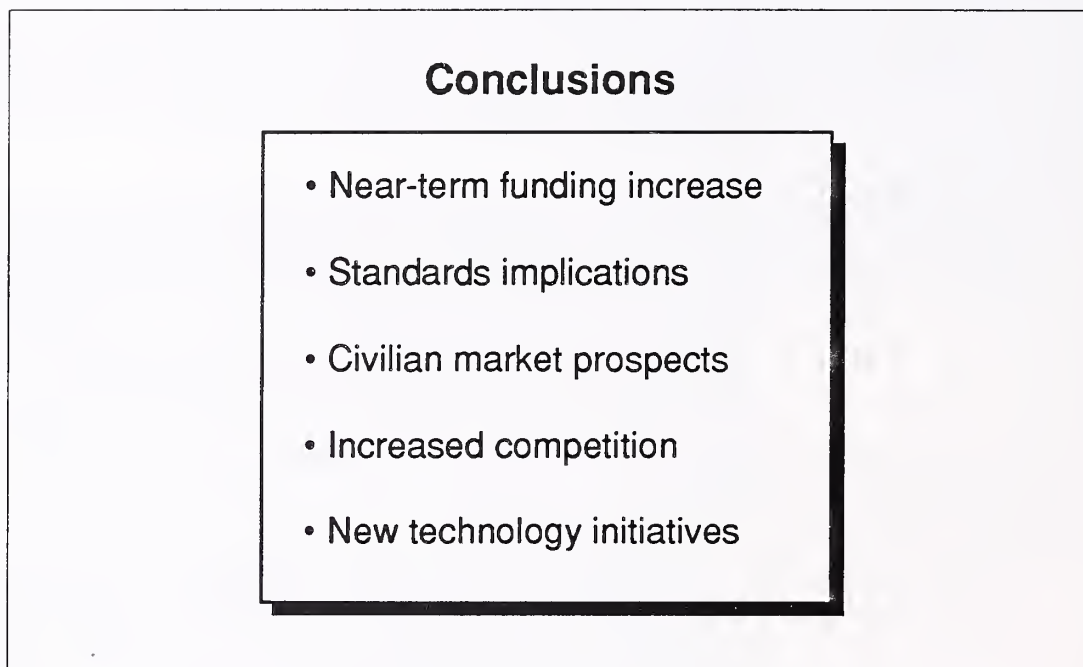 Conclusions
• Near-term funding increase
• Standards implications
• Civilian market prospects
• Increased competition
• New technology initiatives